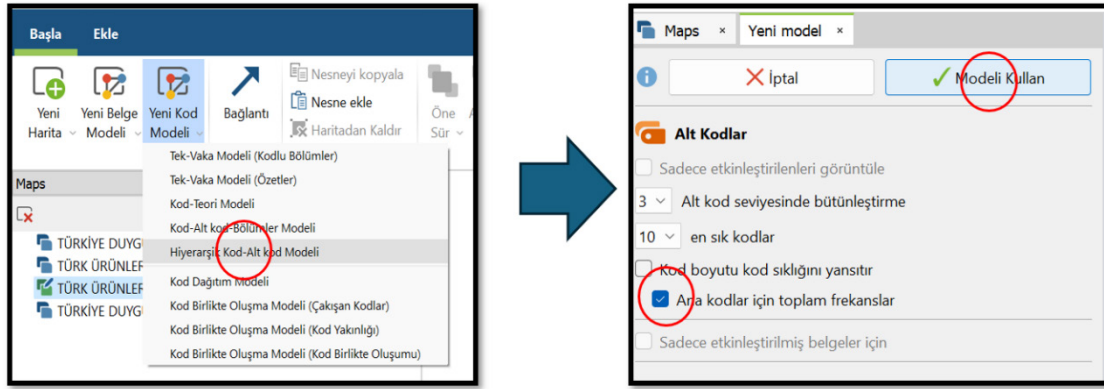 Başla Ekle
Yeni Harita
Yeni Belge Modeli
Yeni Kod Modeli
Bağlantı
Nesneyi kopyala
Nesne ekle
Haritadan Kaldır
Öne Sür
Tek-Vaka Modeli (Kodlu Bölümler)
Tek-Vaka Modeli (Özetler)
Kod-Teori Modeli
Kod-Alt kod-Bölümler Modeli
Hiyerarşik Kod-Alt kod Modeli
Kod Dağıtım Modeli
Kod Birlikte Oluşma Modeli (Çakışan Kodlar)
Kod Birlikte Oluşma Modeli (Kod Yakınlığı)
Kod Birlikte Oluşma Modeli (Kod Birlikte Oluşumu)
Maps
TÜRKİYE DUYG
TÜRK ÜRÜNLER
TÜRK ÜRÜNLER
TÜRKİYE DUYG
Maps × Yeni model ×
İptal Modeli Kullan
Alt Kodlar
Sadece etkinleştirilenleri görüntüle
3 Alt kod seviyesinde bütünleştirme
10 en sık kodlar
Kod boyutu kod sıklığını yansıtır
Ana kodlar için toplam frekanslar
Sadece etkinleştirilmiş belgeler için